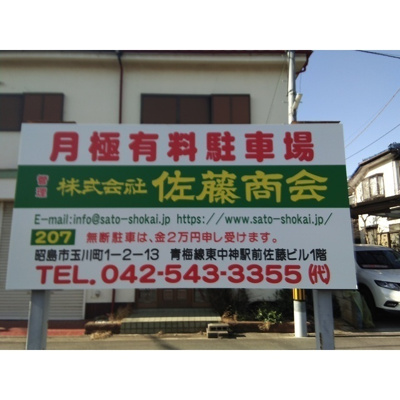 月極有料駐車場
管理 株式会社 佐藤商会
E-mail:info@sato-shokai.jp https://www.sato-shokai.jp/
207 無断駐車は、金2万円申し受けます。
昭島市玉川町1-2-13 青梅線東中神駅前佐藤ビル1階
TEL.042-543-3355㈹